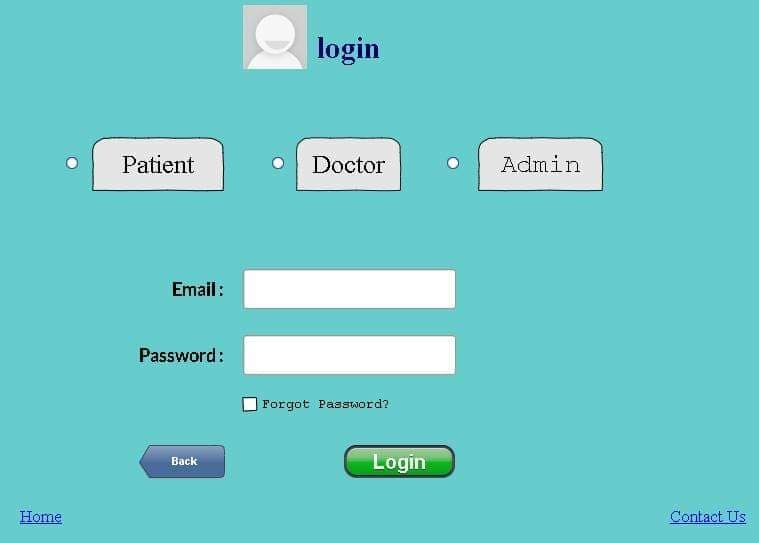 login
Patient Doctor Admin
Email :
Password :
Forgot Password?
Back Login
Home Contact Us